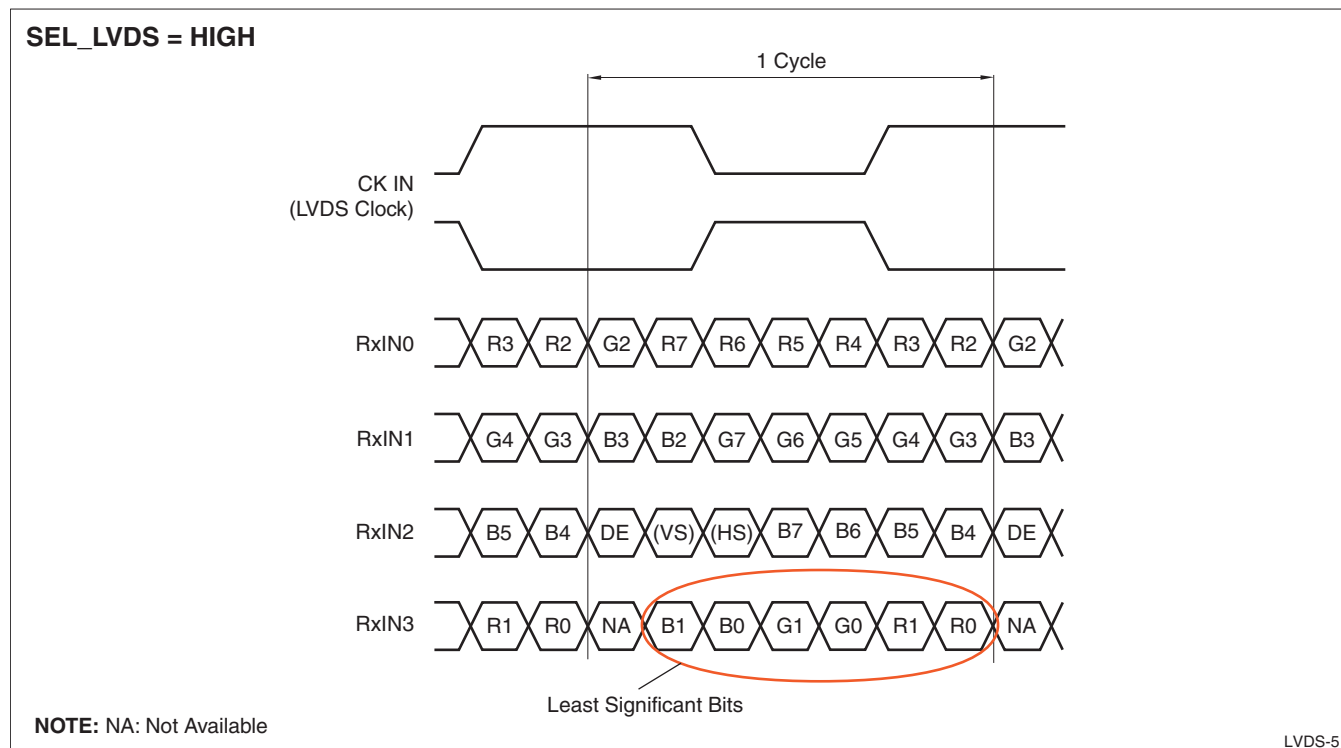 SEL_LVDS = HIGH
1 Cycle
CK IN
(LVDS Clock)
RxIN0 R3 R2 G2 R7 R6 R5 R4 R3 R2 G2
RxIN1 G4 G3 B3 B2 G7 G6 G5 G4 G3 B3
RxIN2 B5 B4 DE (VS) (HS) B7 B6 B5 B4 DE
RxIN3 R1 R0 NA B1 B0 G1 G0 R1 R0 NA
Least Significant Bits
NOTE: NA: Not Available
LVDS-5